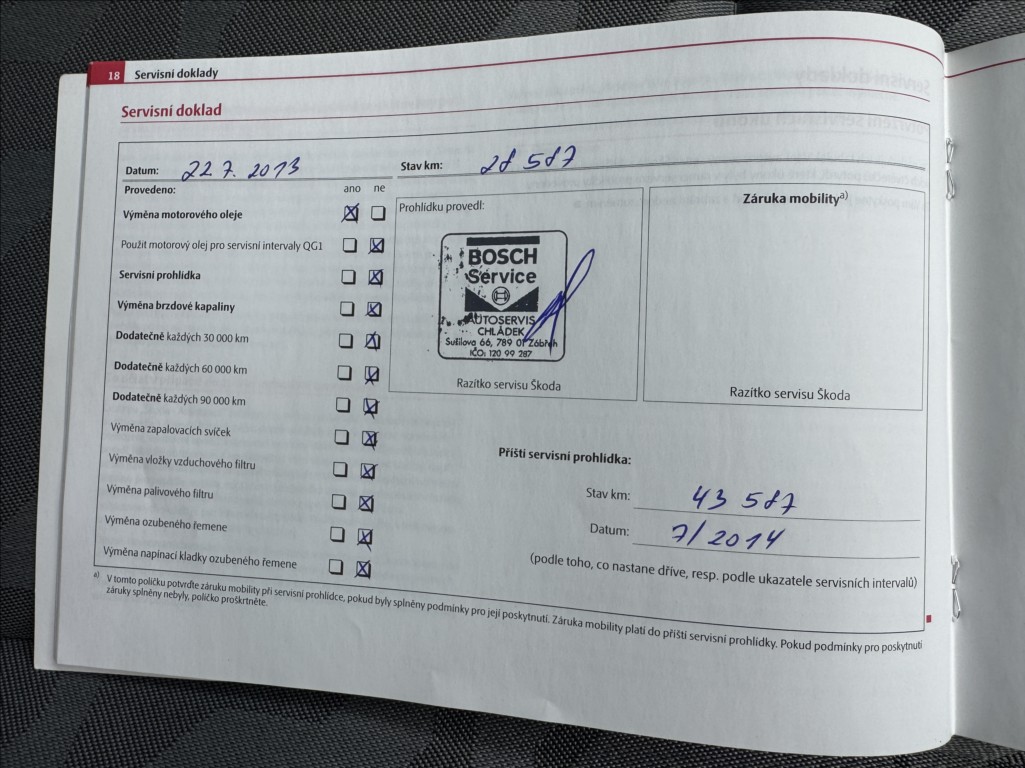 18 Servisní doklady
Servisní doklad
Datum: 22. 7. 2013 Stav km: 28 587
Provedeno: ano ne
Výměna motorového oleje
Použit motorový olej pro servisní intervaly QG1
Servisní prohlídka
Výměna brzdové kapaliny
Dodatečně každých 30 000 km
Dodatečně každých 60 000 km
Dodatečně každých 90 000 km
Výměna zapalovacích svíček
Výměna vložky vzduchového filtru
Výměna palivového filtru
Výměna ozubeného řemene
Výměna napínací kladky ozubeného řemene
Prohlídku provedl:
BOSCH
Service
AUTOSERVIS
CHLÁDEK
Sušilova 66, 789 01 Zábřeh
IČO: 120 99 287
Razítko servisu Škoda
Záruka mobility a)
Razítko servisu Škoda
Příští servisní prohlídka:
Stav km: 43 587
Datum: 7/2014
(podle toho, co nastane dříve, resp. podle ukazatele servisních intervalů)
a) V tomto políčku potvrďte záruku mobility při servisní prohlídce, pokud byly splněny podmínky pro její poskytnutí. Záruka mobility platí do příští servisní prohlídky. Pokud podmínky pro poskytnutí
záruky splněny nebyly, políčko proškrtněte.